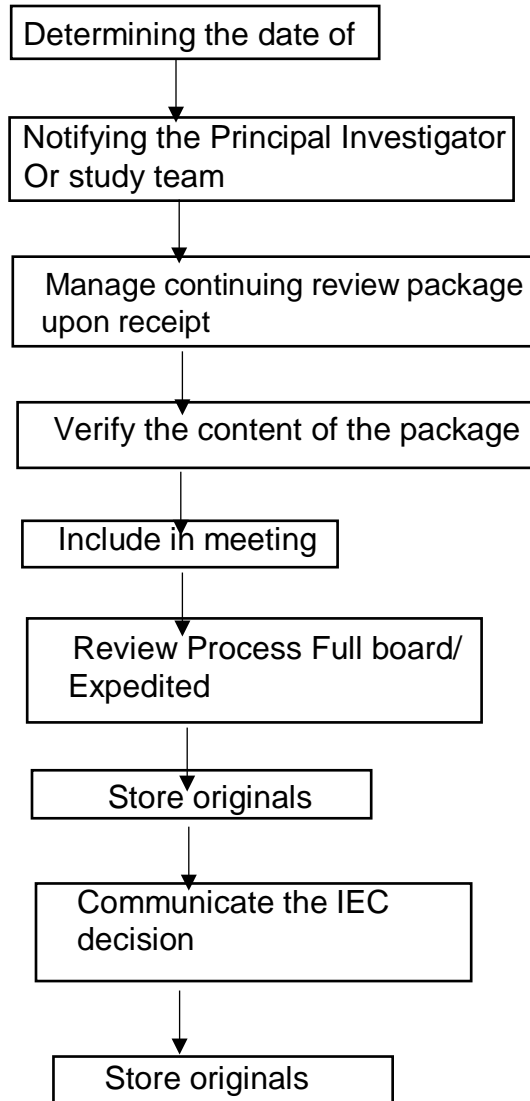 Determining the date of
Notifying the Principal Investigator
Or study team
Manage continuing review package
upon receipt
Verify the content of the package
Include in meeting
Review Process Full board/
Expedited
Store originals
Communicate the IEC
decision
Store originals